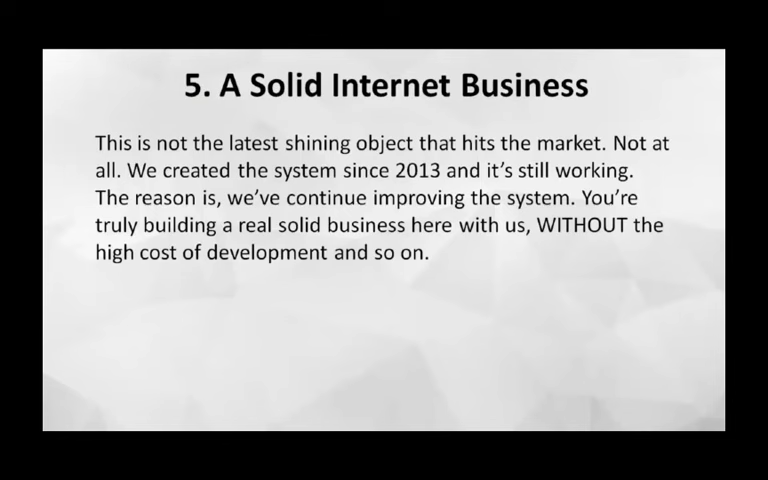 5. A Solid Internet Business
This is not the latest shining object that hits the market. Not at
all. We created the system since 2013 and it's still working.
The reason is, we've continue improving the system. You're
truly building a real solid business here with us, WITHOUT the
high cost of development and so on.